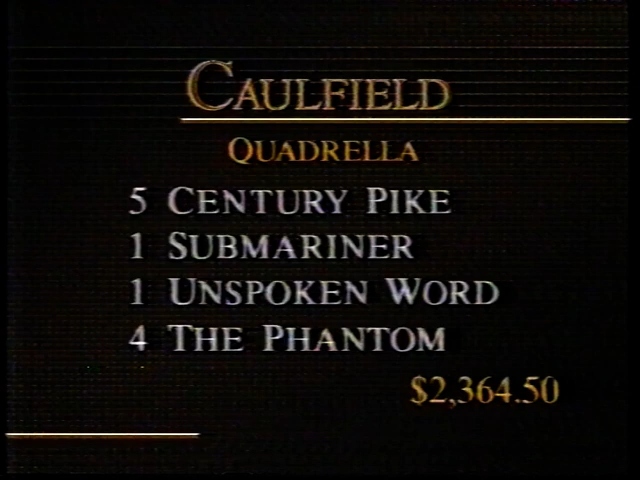 CAULFIELD
QUADRELLA
5 CENTURY PIKE
1 SUBMARINER
1 UNSPOKEN WORD
4 THE PHANTOM
$2,364.50